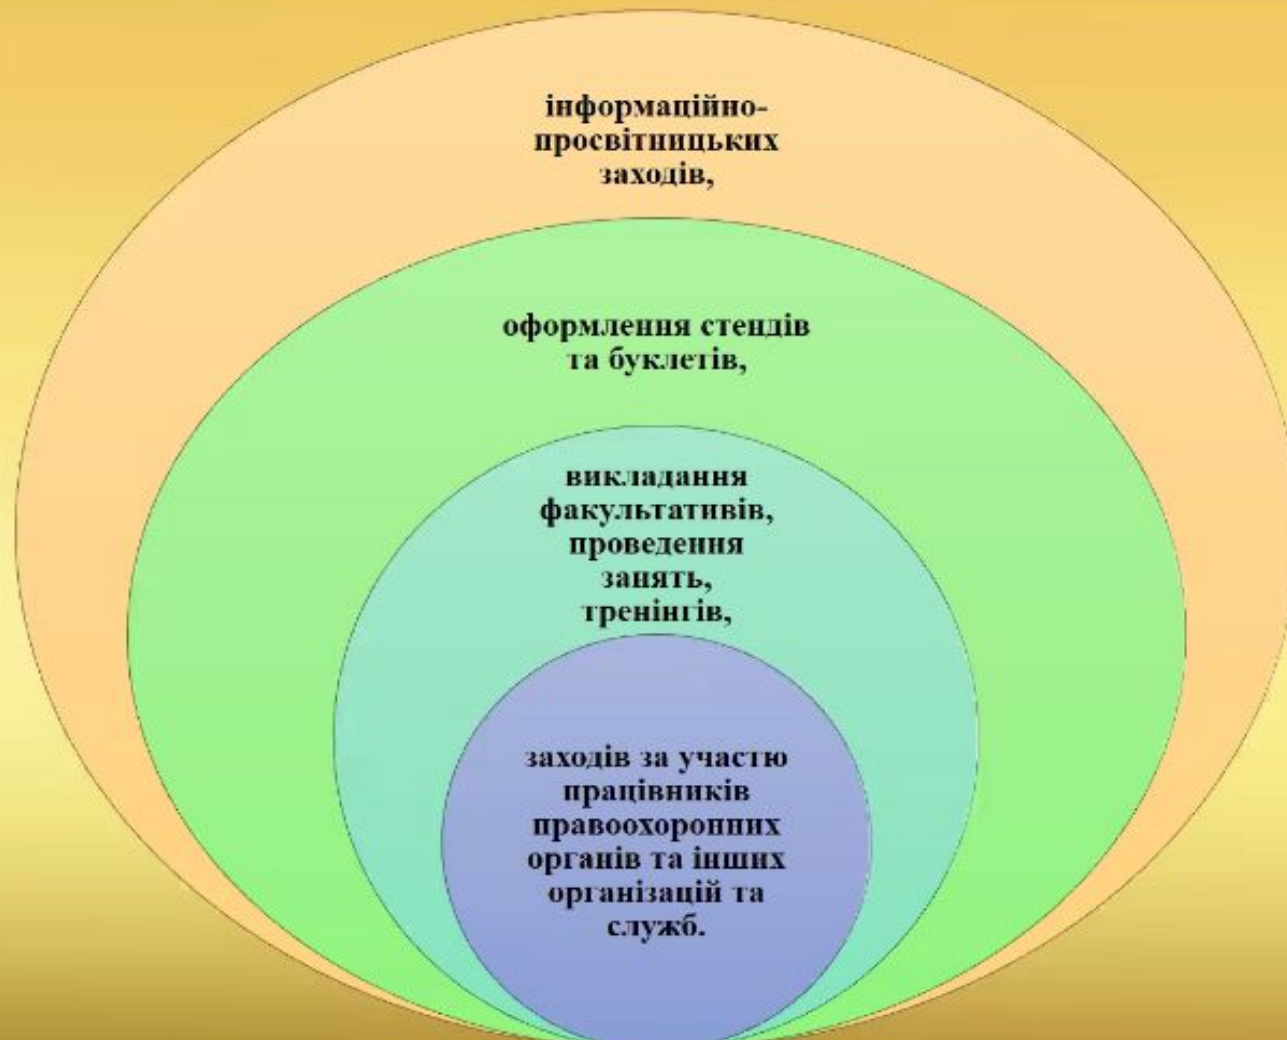 інформаційно-
просвітницьких
заходів,
оформлення стендів
та буклетів,
викладання
факультативів,
проведення
занять,
тренінгів,
заходів за участю
працівників
правоохоронних
органів та інших
організацій та
служб.